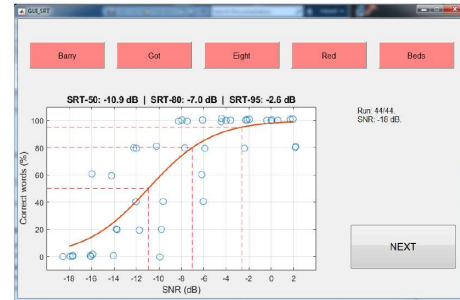 GUI_SRT
Barry
Got
Eight
Red
Beds
SRT-50: -10.9 dB | SRT-80: -7.0 dB | SRT-95: -2.6 dB
Run: 44/44.
SNR: -18 dB.
Correct words (%)
100
80
60
40
20
0
-18 -16 -14 -12 -10 -8 -6 -4 -2 0 2
SNR (dB)
NEXT